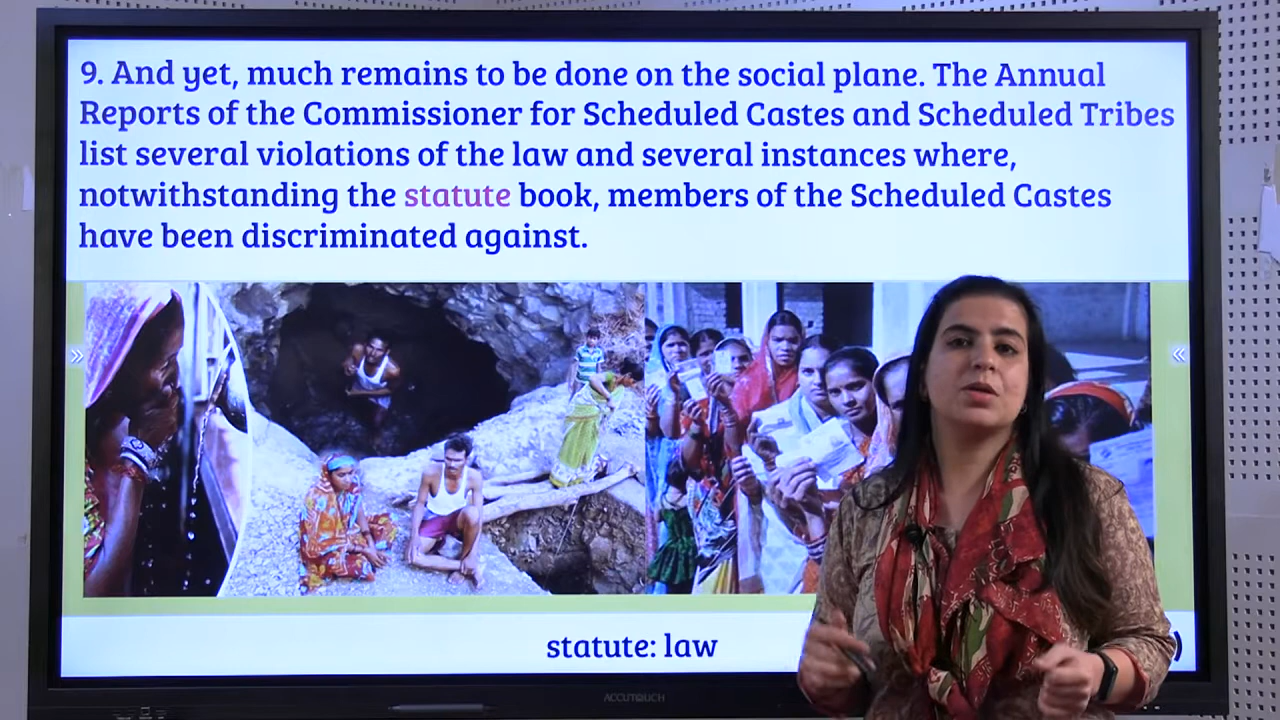 9. And yet, much remains to be done on the social plane. The Annual
Reports of the Commissioner for Scheduled Castes and Scheduled Tribes
list several violations of the law and several instances where,
notwithstanding the statute book, members of the Scheduled Castes
have been discriminated against.
statute: law
ACCUTOUCH